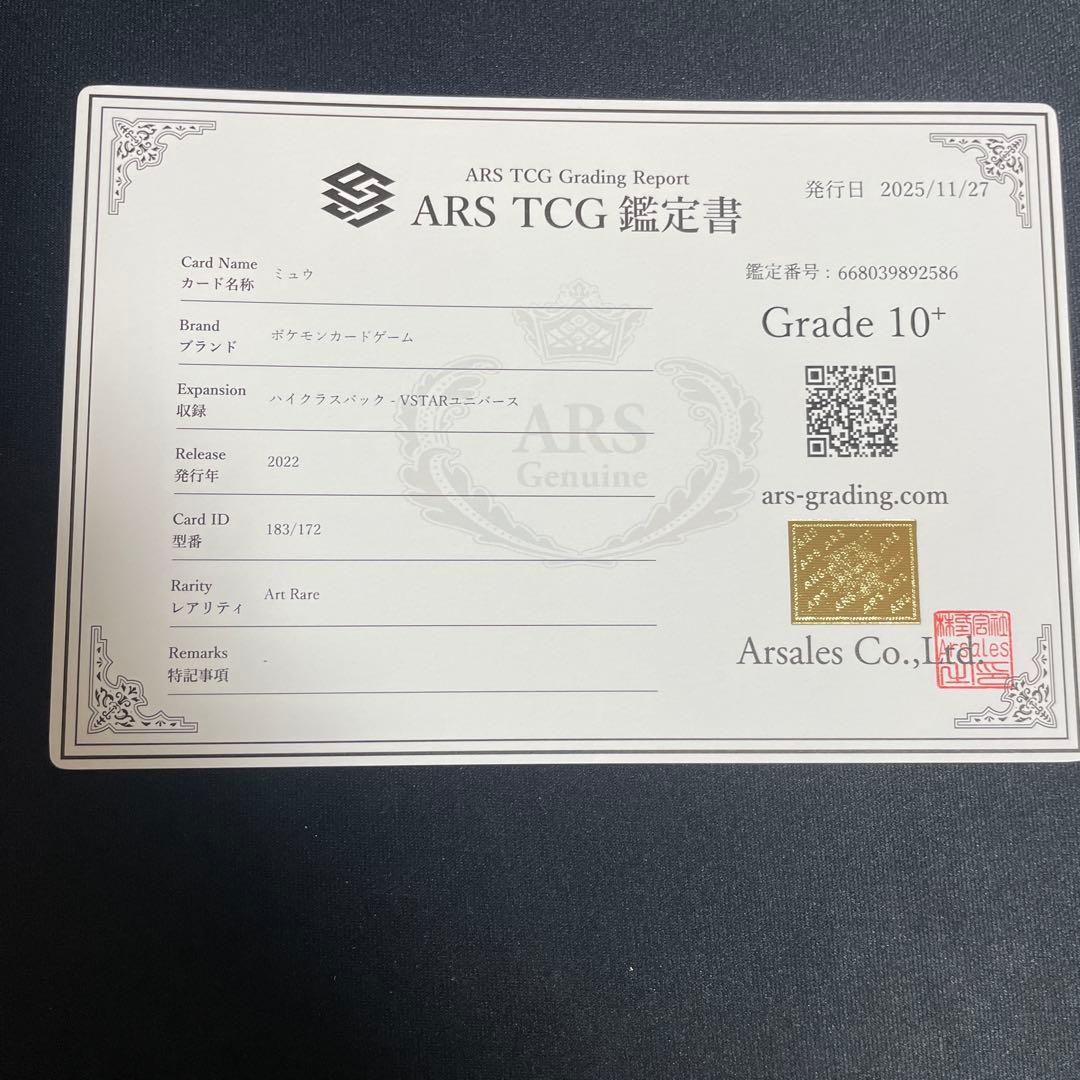 ARS TCG Grading Report
ARS TCG 鑑定書
発行日 2025/11/27
Card Name
カード名称
ミュウ
Brand
ブランド
ポケモンカードゲーム
Expansion
収録
ハイクラスパック - VSTARユニバース
Release
発行年
2022
Card ID
型番
183/172
Rarity
レアリティ
Art Rare
Remarks
特記事項
-
ARS
Genuine
鑑定番号 : 668039892586
Grade 10+
ars-grading.com
Arsales Co.,Ltd.
株式会社
Arsales